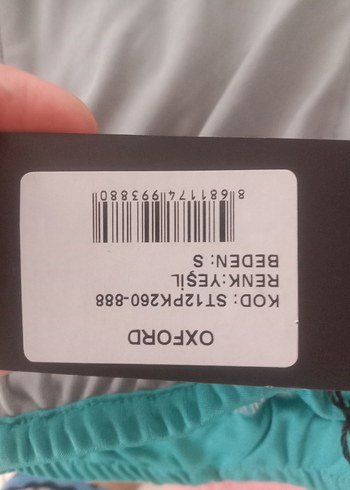 OXFORD
KOD: ST12PK260-888
RENK:YEŞİL
BEDEN: S
8681174993880